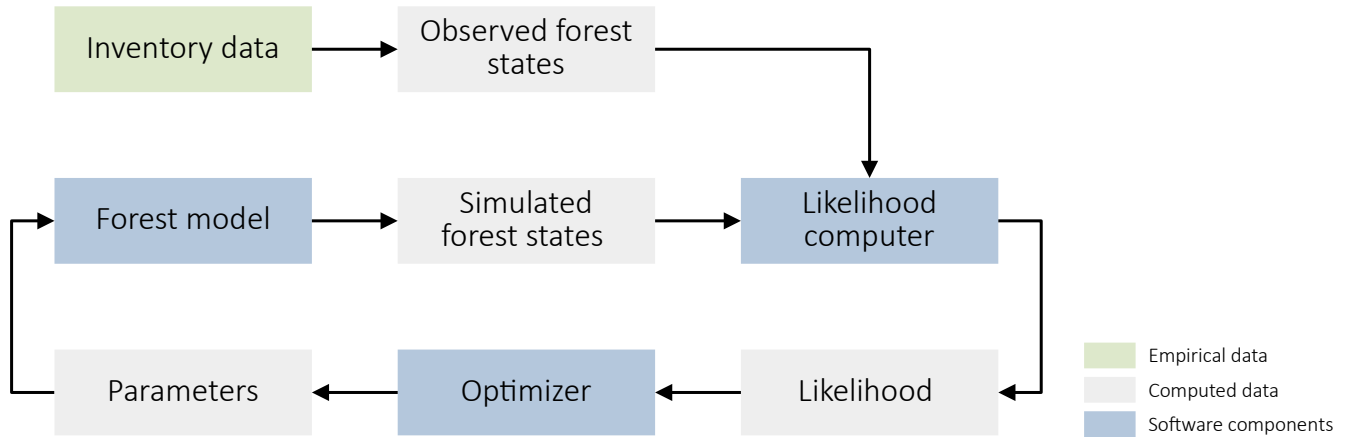 Inventory data
Observed forest
states
Forest model
Simulated
forest states
Likelihood
computer
Parameters
Optimizer
Likelihood
Empirical data
Computed data
Software components